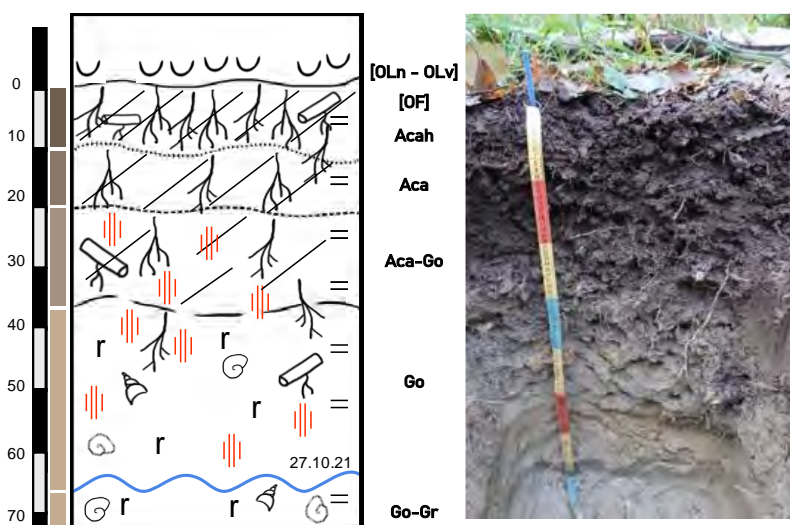 0
10
20
30
40
50
60
70
r
r
r
r
r
27.10.21
[OLn - OLv]
[OF]
Acah
Aca
Aca-Go
Go
Go-Gr